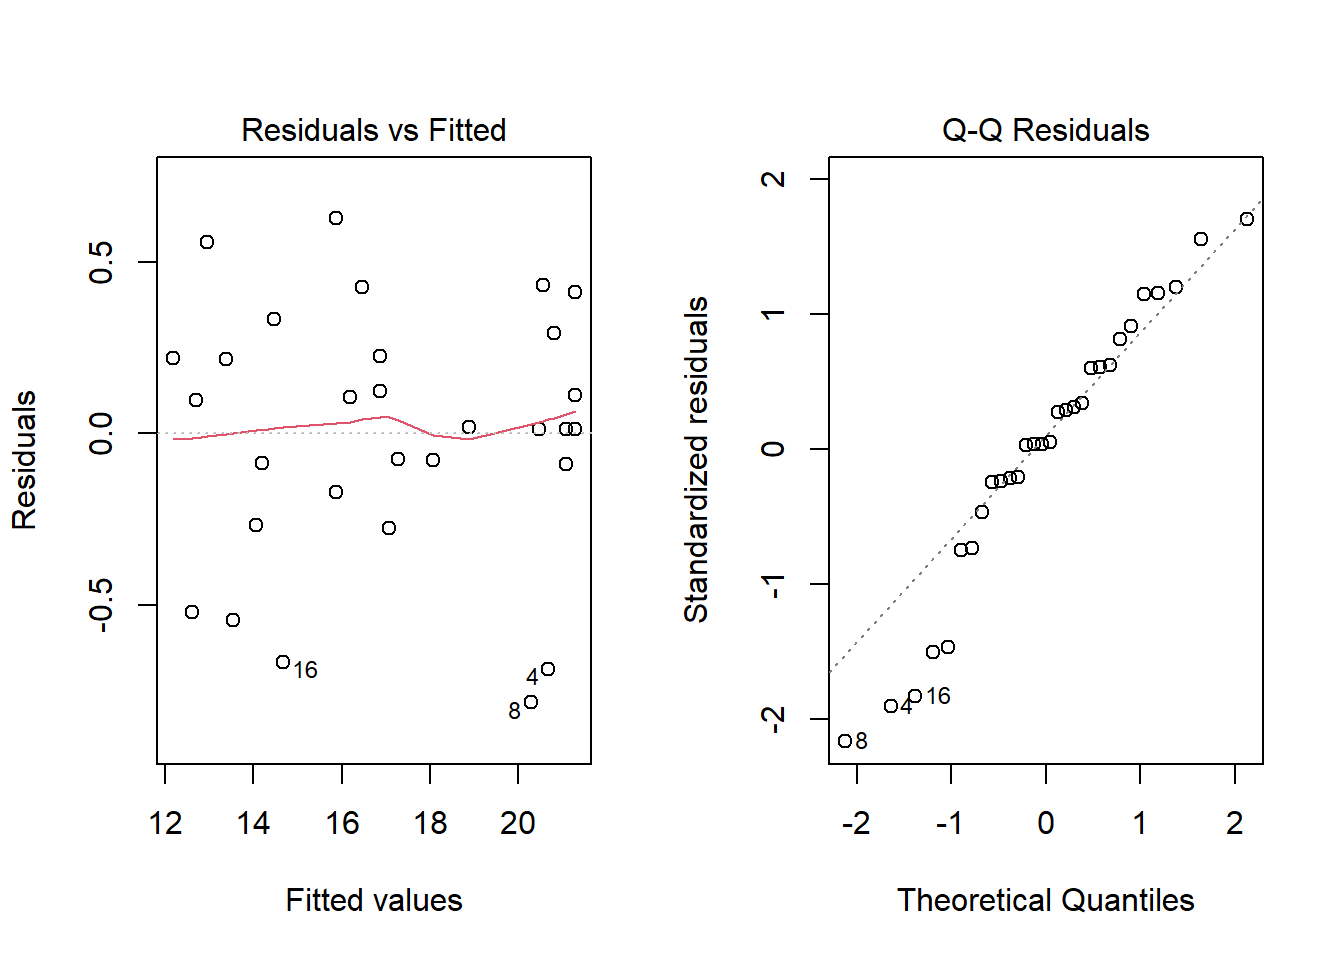 Residuals vs Fitted
Residuals
0.5
0.0
-0.5
16
4
8
12 14 16 18 20
Fitted values
Q-Q Residuals
Standardized residuals
2
1
0
-1
-2
16
4
8
-2 -1 0 1 2
Theoretical Quantiles